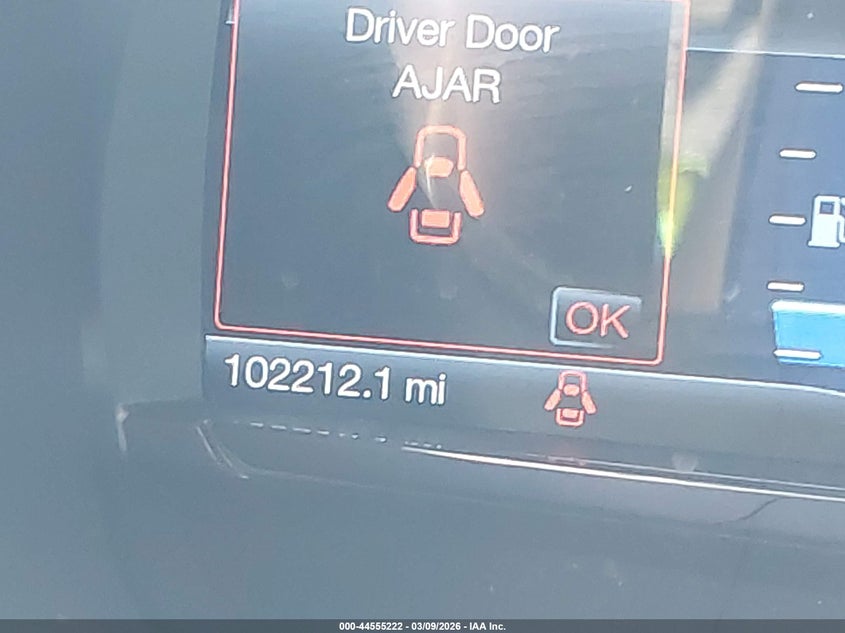 Driver Door
AJAR
OK
102212.1 mi
000-44555222 - 03/09/2026 - IAA Inc.